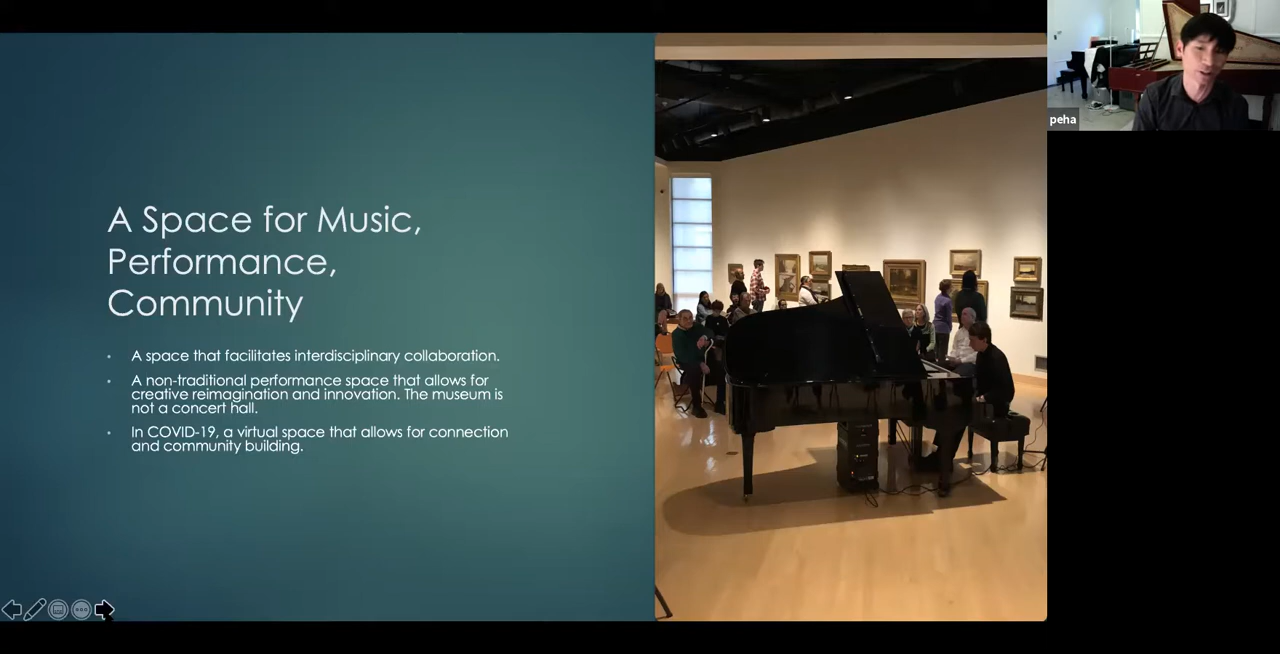 peha
A Space for Music,
Performance,
Community
A space that facilitates interdisciplinary collaboration.
A non-traditional performance space that allows for
creative reimagination and innovation. The museum is
not a concert hall.
In COVID-19, a virtual space that allows for connection
and community building.